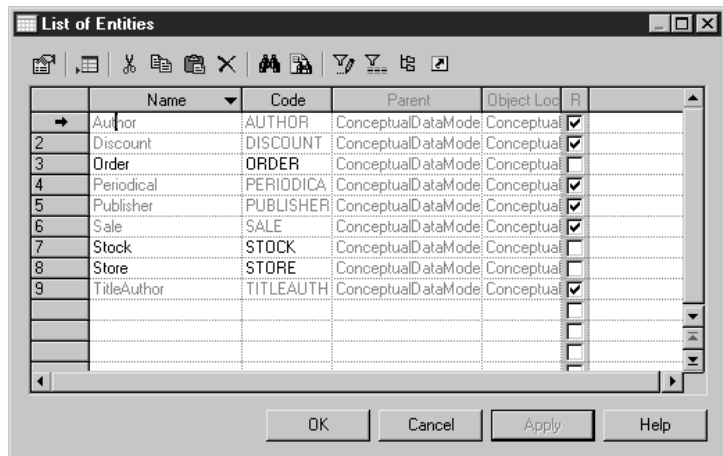 List of Entities
Name Code Parent Object Loc R
Author AUTHOR ConceptualDataMode Conceptual
2 Discount DISCOUNT ConceptualDataMode Conceptual
3 Order ORDER ConceptualDataMode Conceptual
4 Periodical PERIODICA ConceptualDataMode Conceptual
5 Publisher PUBLISHER ConceptualDataMode Conceptual
6 Sale SALE ConceptualDataMode Conceptual
7 Stock STOCK ConceptualDataMode Conceptual
8 Store STORE ConceptualDataMode Conceptual
9 TitleAuthor TITLEAUTH ConceptualDataMode Conceptual
OK Cancel Apply Help